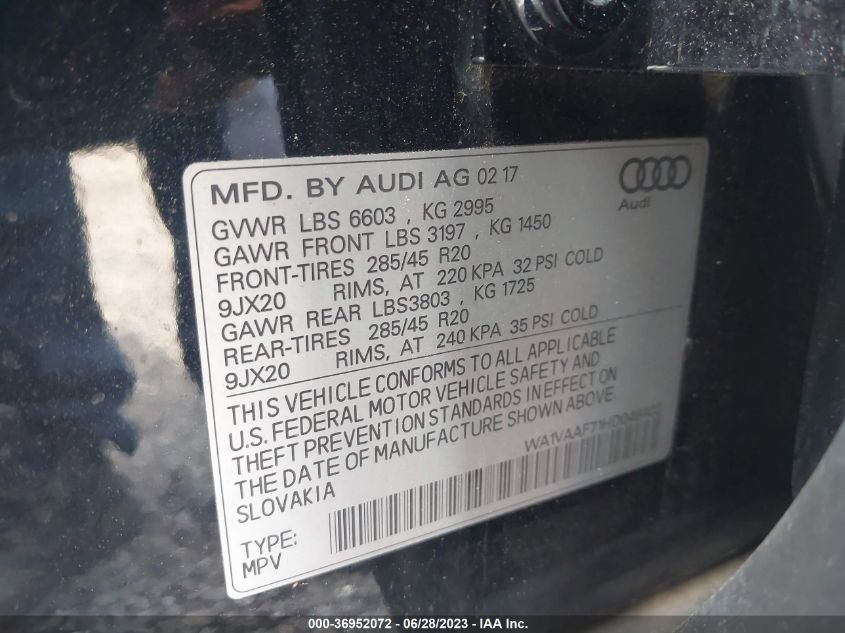 MFD. BY AUDI AG 02 17
Audi
GVWR LBS 6603 , KG 2995
GAWR FRONT LBS 3197 , KG 1450
FRONT-TIRES 285/45 R20
9JX20 RIMS, AT 220 KPA 32 PSI COLD
GAWR REAR LBS3803 , KG 1725
REAR-TIRES 285/45 R20
9JX20 RIMS, AT 240 KPA 35 PSI COLD
THIS VEHICLE CONFORMS TO ALL APPLICABLE
U.S. FEDERAL MOTOR VEHICLE SAFETY AND
THEFT PREVENTION STANDARDS IN EFFECT ON
THE DATE OF MANUFACTURE SHOWN ABOVE
SLOVAKIA
TYPE:
MPV
000-36952072 - 06/28/2023 - IAA Inc.